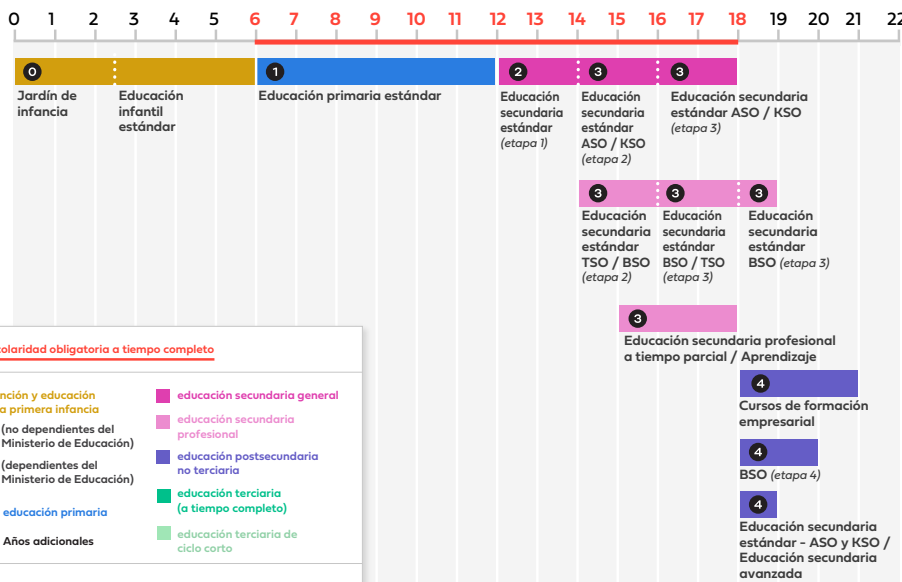 0 1 2 3 4 5 6 7 8 9 10 11 12 13 14 15 16 17 18 19 20 21 22
0
1
2
3
3
Jardín de
infancia
Educación
infantil
estándar
Educación primaria estándar
Educación
secundaria
estándar
(etapa 1)
Educación
secundaria
estándar
ASO / KSO
(etapa 2)
Educación secundaria
estándar ASO / KSO
(etapa 3)
3
3
3
Educación
secundaria
estándar
TSO / BSO
(etapa 2)
Educación
secundaria
estándar
BSO / TSO
(etapa 3)
Educación
secundaria
estándar
BSO (etapa 3)
3
Educación secundaria profesional
a tiempo parcial / Aprendizaje
4
Cursos de formación
empresarial
4
BSO (etapa 4)
4
Educación secundaria
estándar - ASO y KSO /
Educación secundaria
avanzada
colaridad obligatoria a tiempo completo
nción y educación
a primera infancia
(no dependientes del
Ministerio de Educación)
(dependientes del
Ministerio de Educación)
educación primaria
Años adicionales
educación secundaria general
educación secundaria
profesional
educación postsecundaria
no terciaria
educación terciaria
(a tiempo completo)
educación terciaria de
ciclo corto